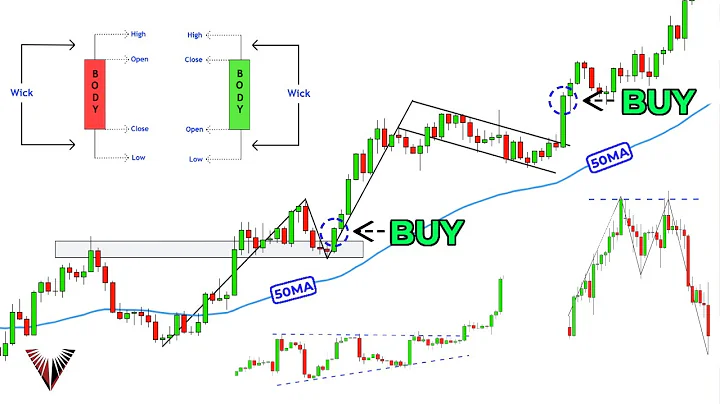 High
Open
Wick
BODY
Close
Low
High
Close
Wick
BODY
Open
Low
BUY
50MA
BUY
50MA